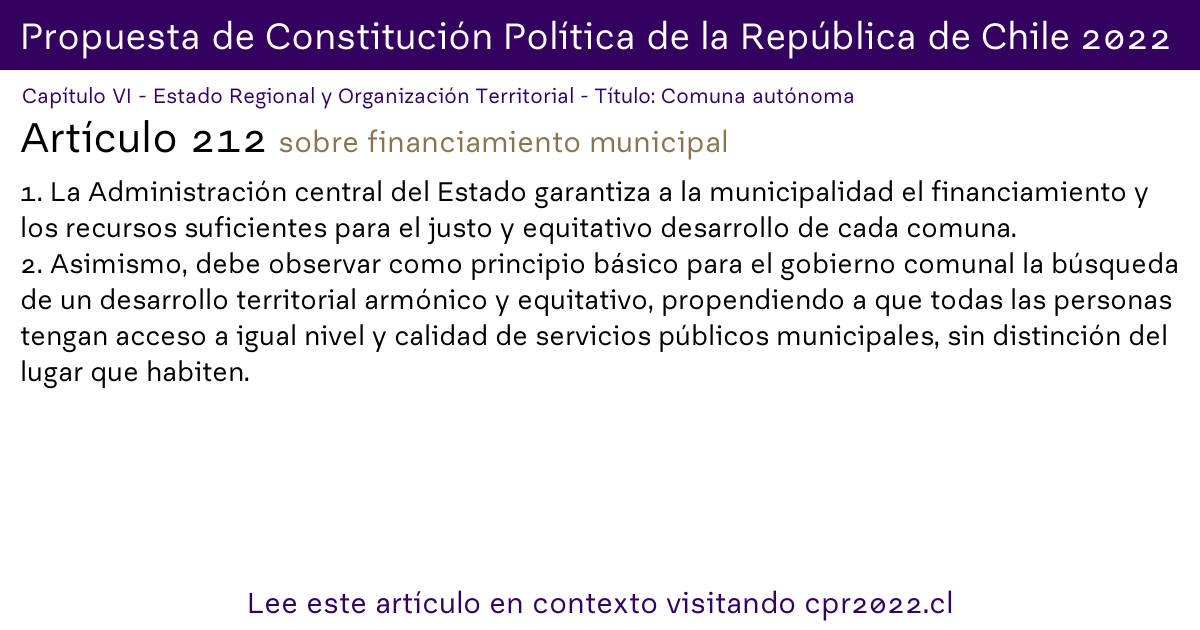 Propuesta de Constitución Política de la República de Chile 2022
Capítulo VI - Estado Regional y Organización Territorial - Título: Comuna autónoma
Artículo 212 sobre financiamiento municipal
1. La Administración central del Estado garantiza a la municipalidad el financiamiento y
los recursos suficientes para el justo y equitativo desarrollo de cada comuna.
2. Asimismo, debe observar como principio básico para el gobierno comunal la búsqueda
de un desarrollo territorial armónico y equitativo, propendiendo a que todas las personas
tengan acceso a igual nivel y calidad de servicios públicos municipales, sin distinción del
lugar que habiten.
Lee este artículo en contexto visitando cpr2022.cl